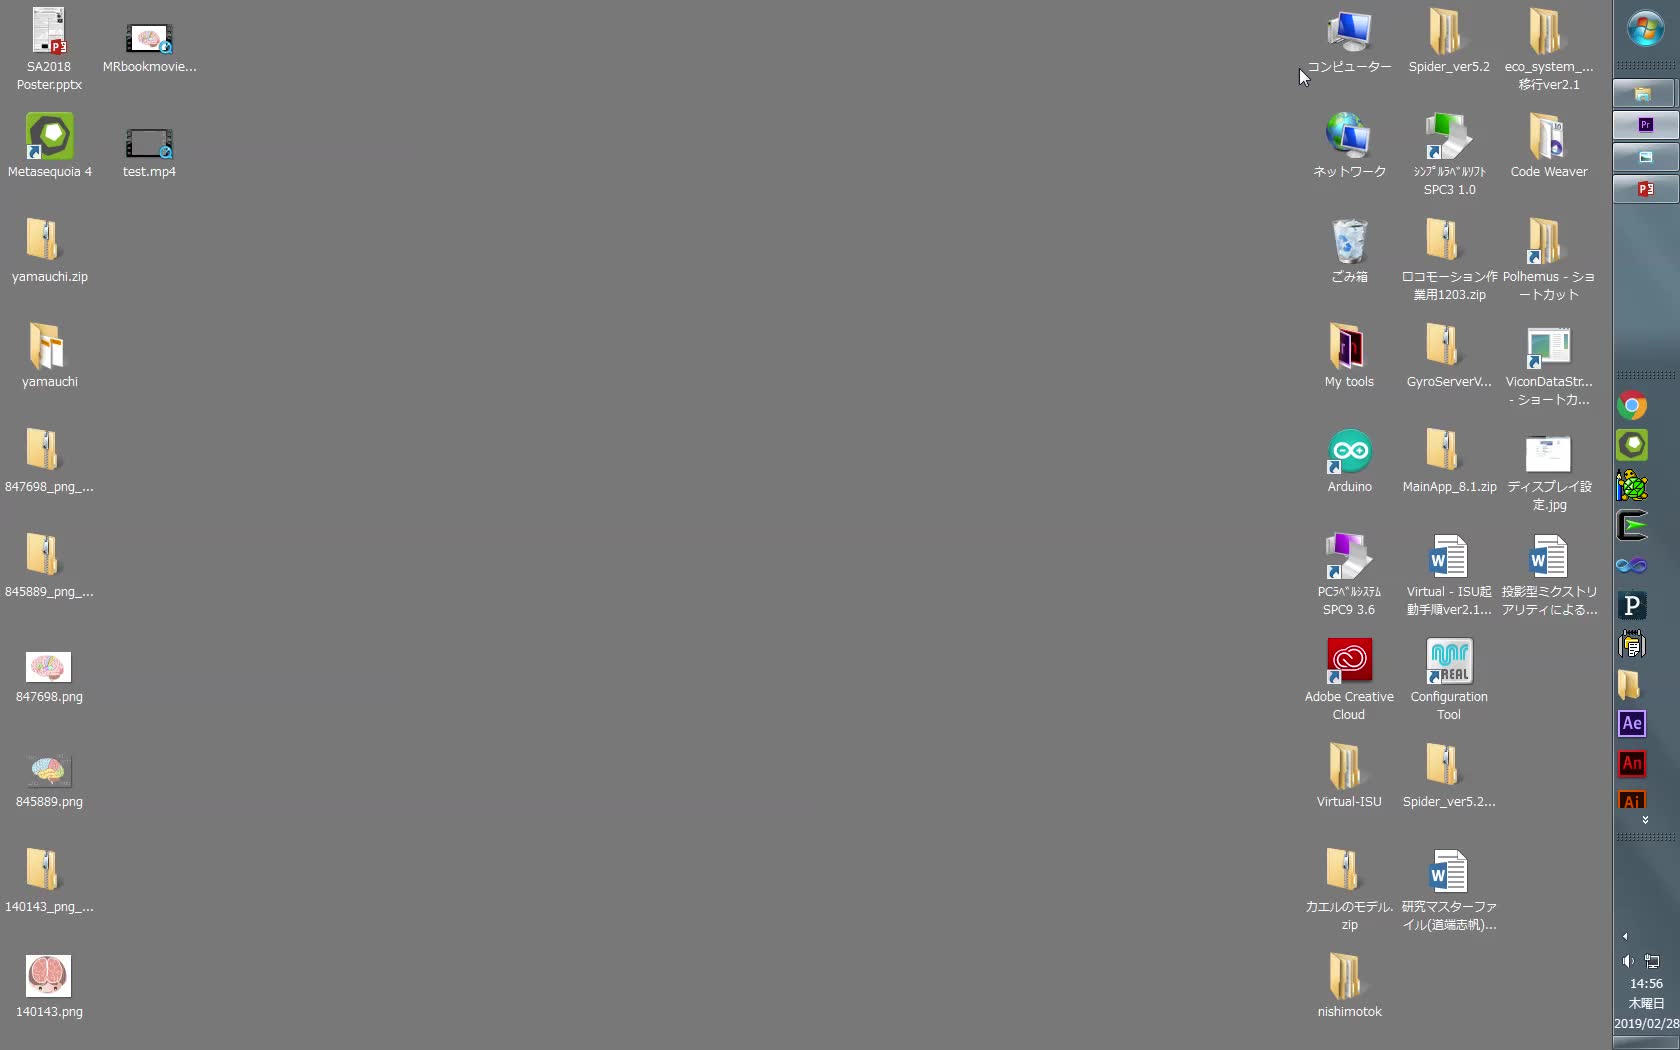 SA2018
Poster.pptx
MRbookmovie...
Metasequoia 4
test.mp4
yamauchi.zip
yamauchi
847698_png_...
845889_png_...
847698.png
845889.png
140143_png_...
140143.png
コンピューター
Spider_ver5.2
eco_system_...
移行ver2.1
ネットワーク
ｼﾝﾌﾟﾙﾗﾍﾞﾙｿﾌﾄ
SPC3 1.0
Code Weaver
ごみ箱
ロコモーション作
業用1203.zip
Polhemus - ショ
ートカット
My tools
GyroServerV...
ViconDataStr...
- ショートカ...
Arduino
MainApp_8.1.zip
ディスプレイ設
定.jpg
PCﾗﾍﾞﾙｼｽﾃﾑ
SPC9 3.6
Virtual - ISU起
動手順ver2.1...
投影型ミクストリ
アリティによる...
Adobe Creative
Cloud
REAL
Configuration
Tool
Virtual-ISU
Spider_ver5.2...
カエルのモデル.
zip
研究マスターファ
イル(道端志帆)...
nishimotok
Pr
P
Ae
An
Ai
14:56
木曜日
2019/02/28